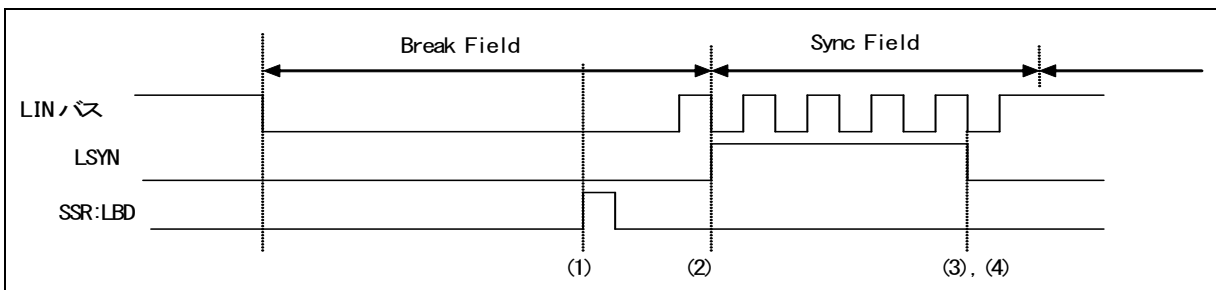 Break Field
Sync Field
LINバス
LSYN
SSR:LBD
(1)
(2)
(3), (4)